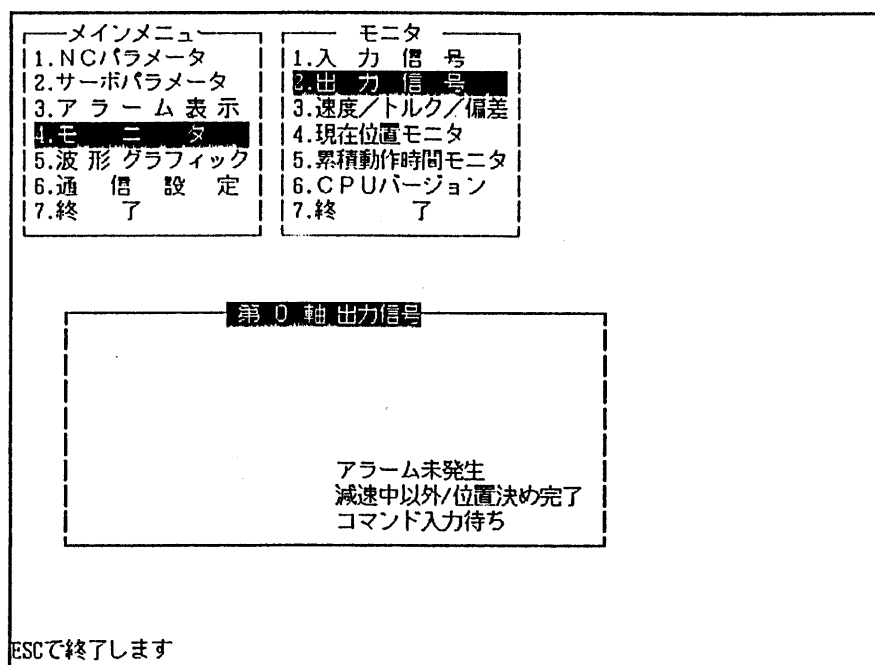 メインメニュー
1.NCパラメータ
2.サーボパラメータ
3.アラーム表示
4.モニタ
5.波形グラフィック
6.通信設定
7.終了
モニタ
1.入力信号
2.出力信号
3.速度/トルク/偏差
4.現在位置モニタ
5.累積動作時間モニタ
6.CPUバージョン
7.終了
第0軸出力信号
アラーム未発生
減速中以外/位置決め完了
コマンド入力待ち
ESCで終了します